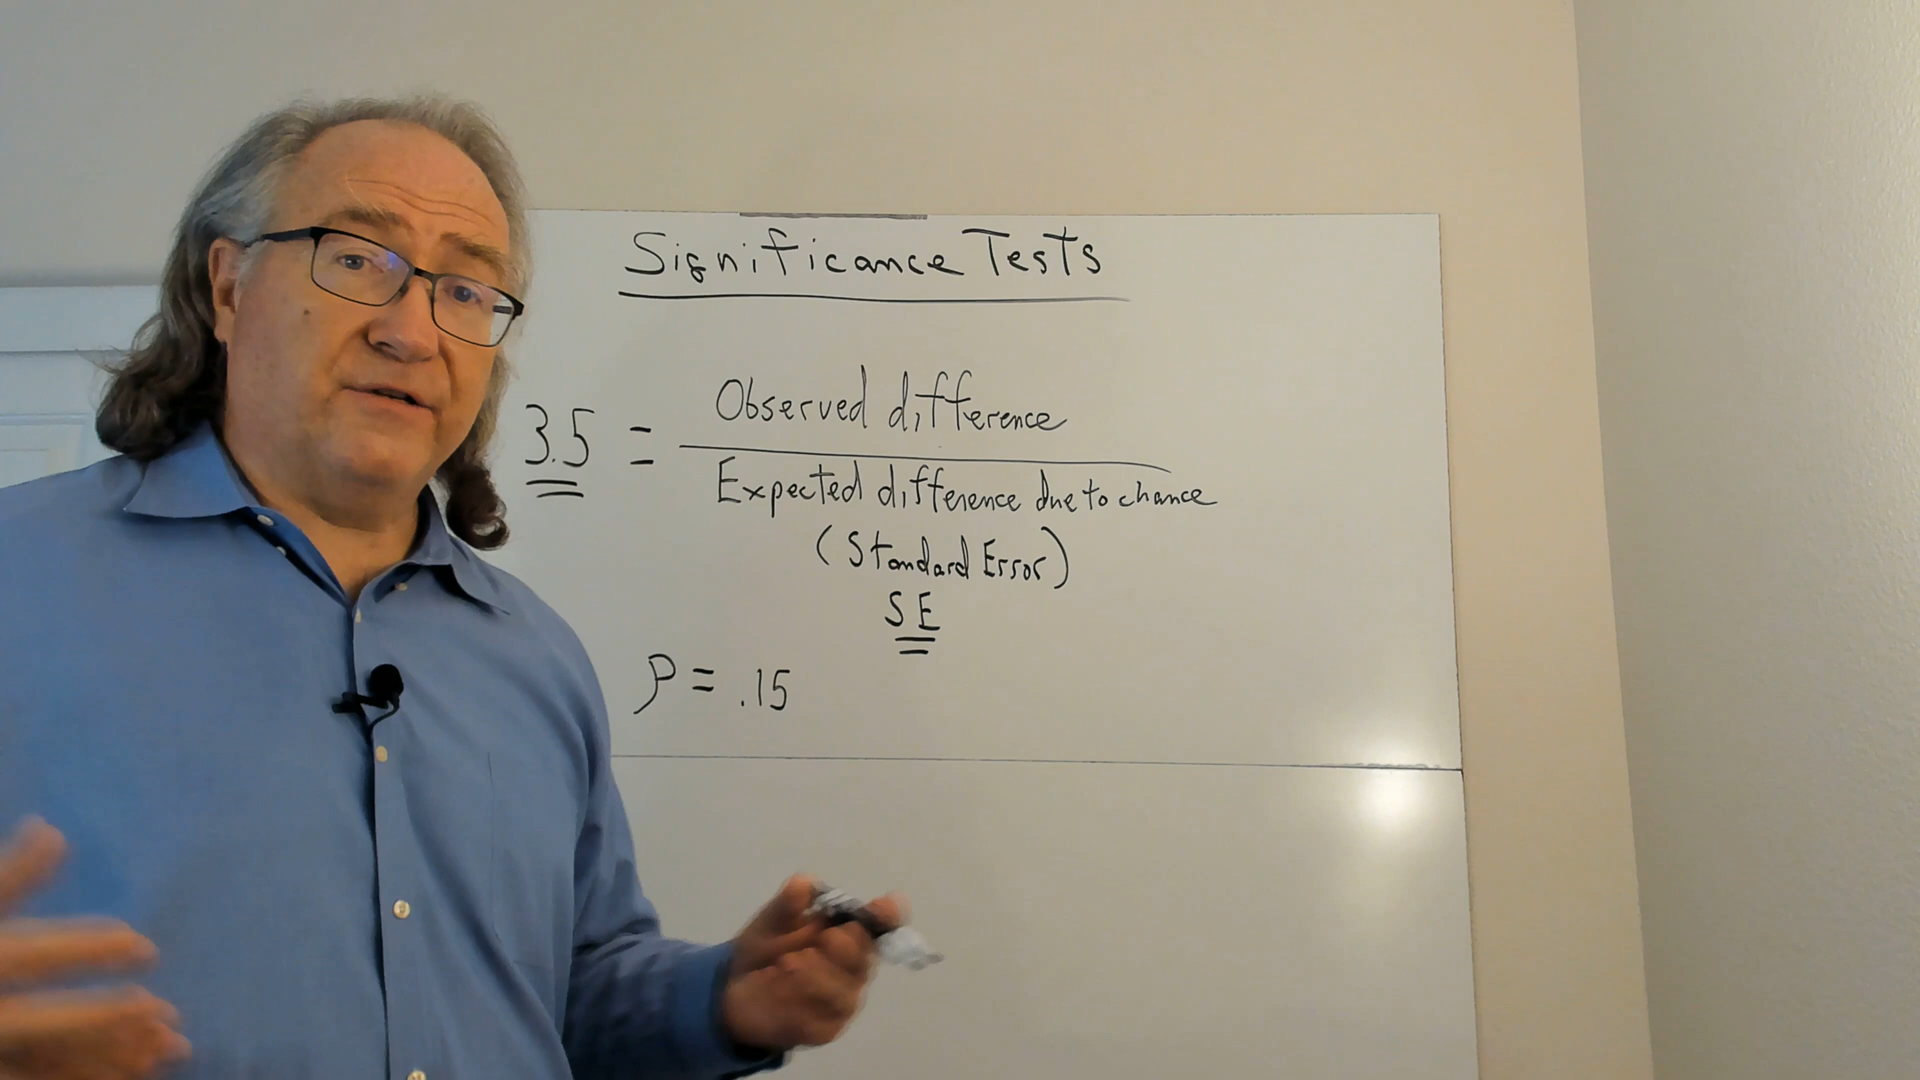 Significance Tests
3.5 = Observed difference
Expected difference due to chance
(Standard Error)
SE
P = .15